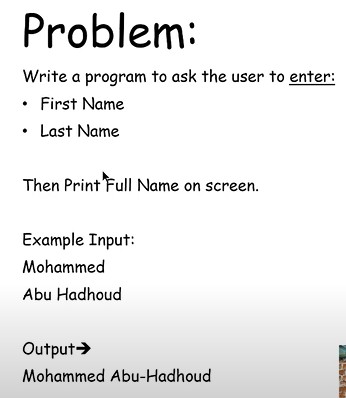 Problem:
Write a program to ask the user to enter:
• First Name
• Last Name
Then Print Full Name on screen.
Example Input:
Mohammed
Abu Hadhoud
Output➔
Mohammed Abu-Hadhoud